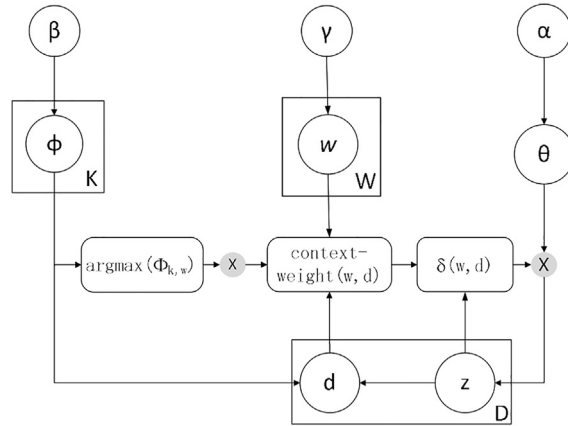 β
γ
α
ϕ
K
w
W
θ
argmax(Φk,w)
X
context-
weight(w,d)
δ(w,d)
X
d
z
D